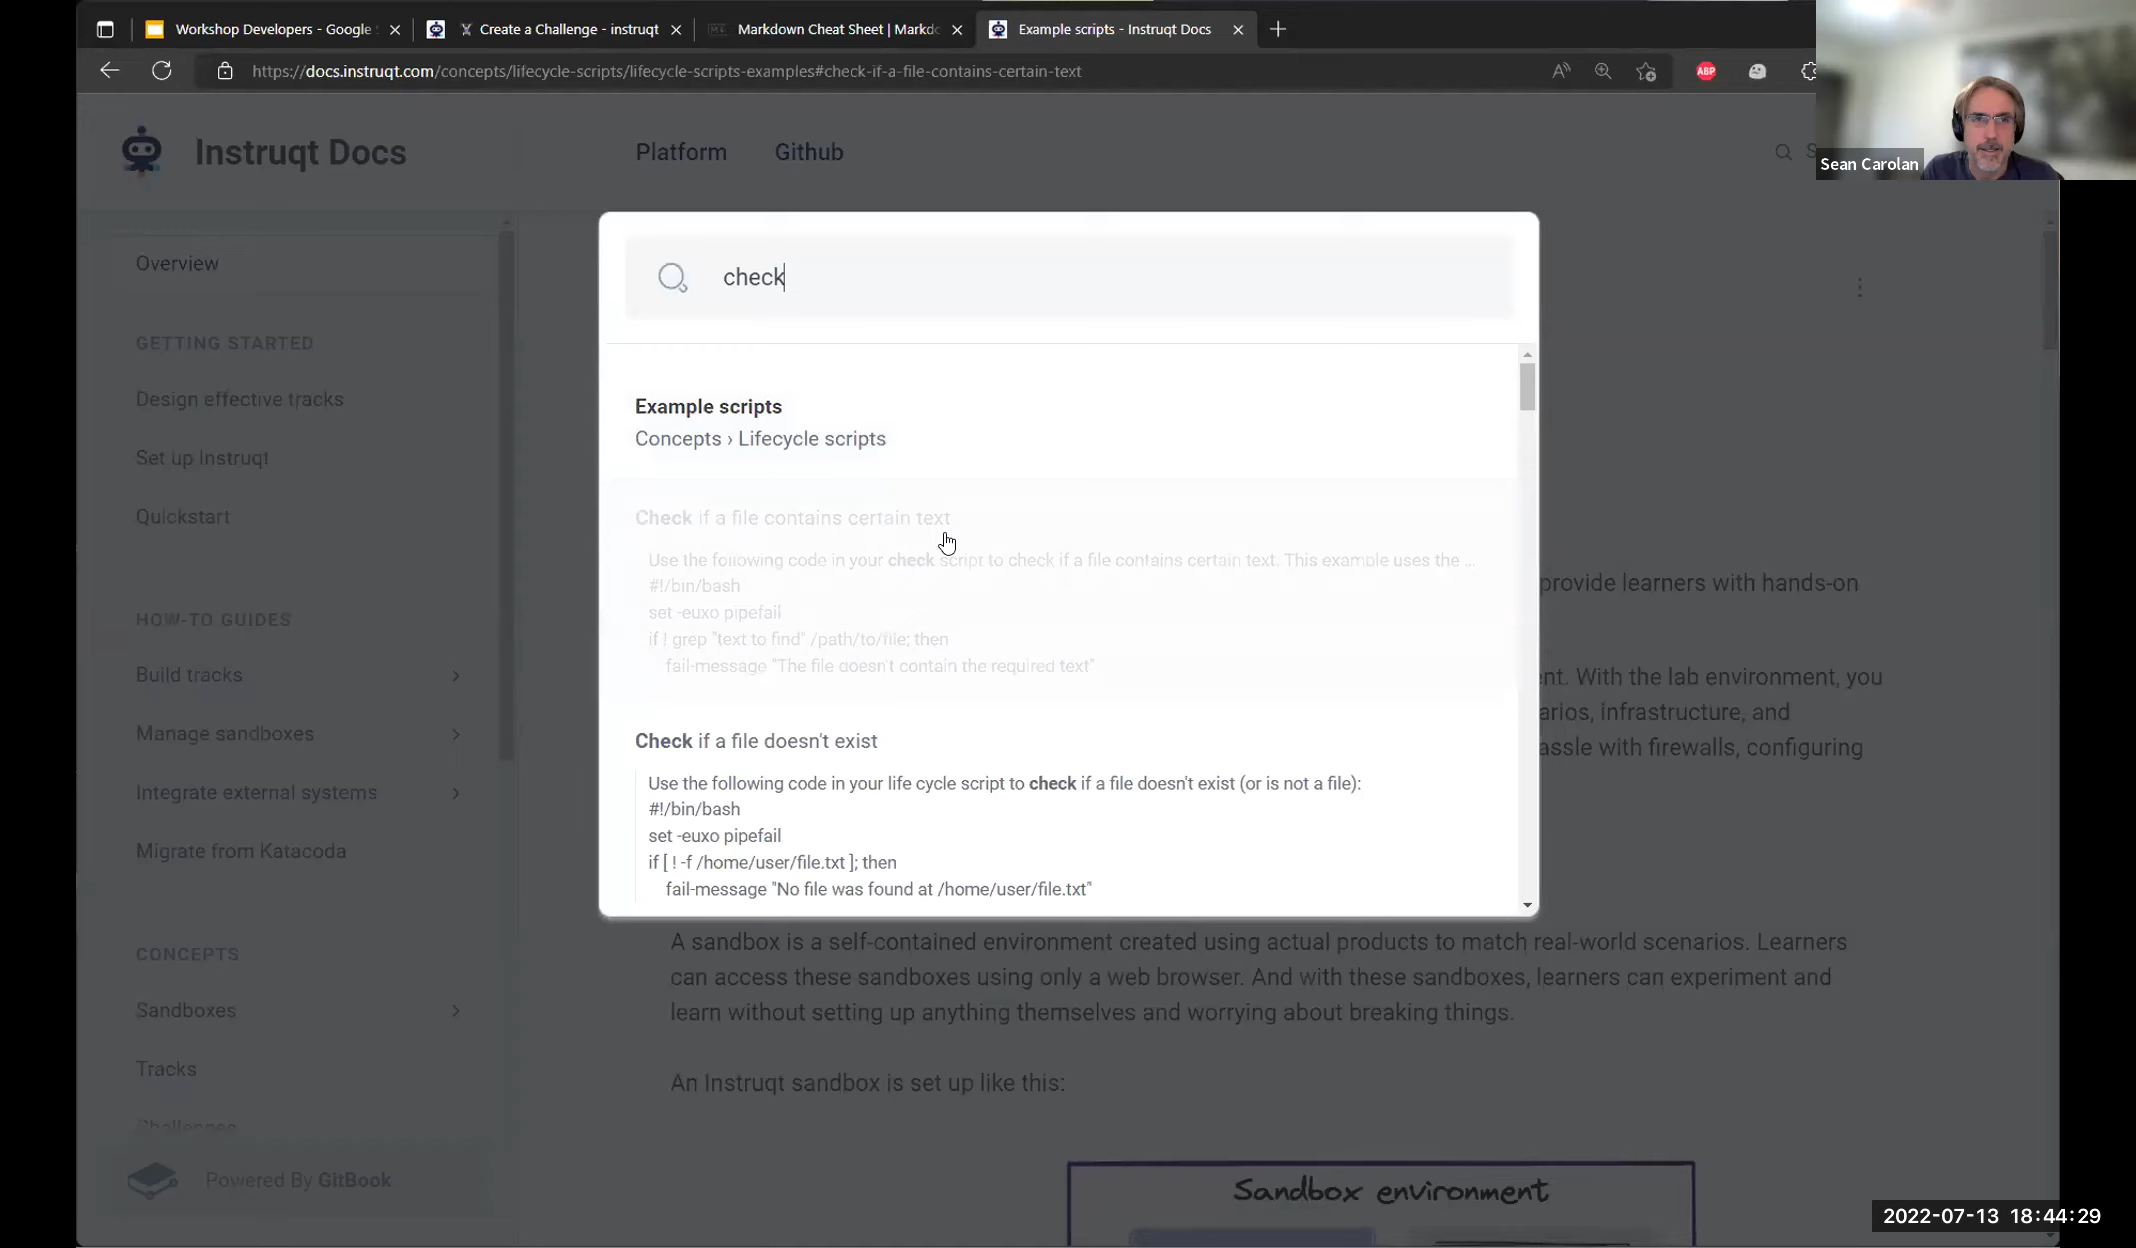 Workshop Developers - Google
Create a Challenge - instruqt
Markdown Cheat Sheet | Markdo
Example scripts - Instruqt Docs
https://docs.instruqt.com/concepts/lifecycle-scripts/lifecycle-scripts-examples#check-if-a-file-contains-certain-text
ABP
Sean Carolan
Instruqt Docs
Platform
Github
S
Overview
GETTING STARTED
Design effective tracks
Set up Instruqt
Quickstart
HOW-TO GUIDES
Build tracks
Manage sandboxes
Integrate external systems
Migrate from Katacoda
CONCEPTS
Sandboxes
Tracks
Challenges
Powered By GitBook
check
Example scripts
Concepts › Lifecycle scripts
Check if a file contains certain text
Use the following code in your check script to check if a file contains certain text. This example uses the ...
#!/bin/bash
set -euxo pipefail
if ! grep "text to find" /path/to/file; then
fail-message "The file doesn't contain the required text"
Check if a file doesn't exist
Use the following code in your life cycle script to check if a file doesn't exist (or is not a file):
#!/bin/bash
set -euxo pipefail
if [ ! -f /home/user/file.txt ]; then
fail-message "No file was found at /home/user/file.txt"
provide learners with hands-on
nt. With the lab environment, you
arios, infrastructure, and
assle with firewalls, configuring
A sandbox is a self-contained environment created using actual products to match real-world scenarios. Learners
can access these sandboxes using only a web browser. And with these sandboxes, learners can experiment and
learn without setting up anything themselves and worrying about breaking things.
An Instruqt sandbox is set up like this:
Sandbox environment
2022-07-13 18:44:29